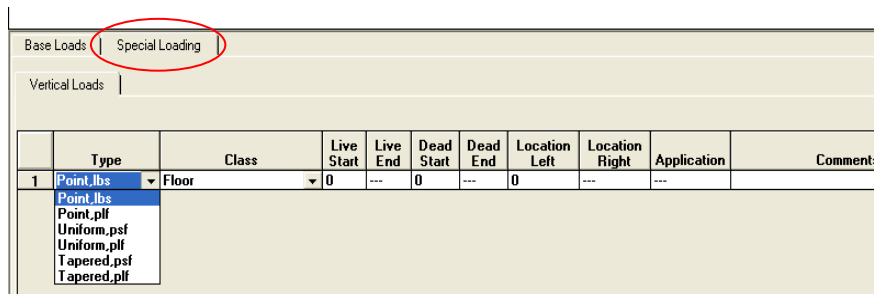 Base Loads Special Loading
Vertical Loads
Type Class Live Start Live End Dead Start Dead End Location Left Location Right Application Comment
1 Point,lbs Floor 0 --- 0 --- 0 --- ---
Point,lbs
Point,plf
Uniform,psf
Uniform,plf
Tapered,psf
Tapered,plf